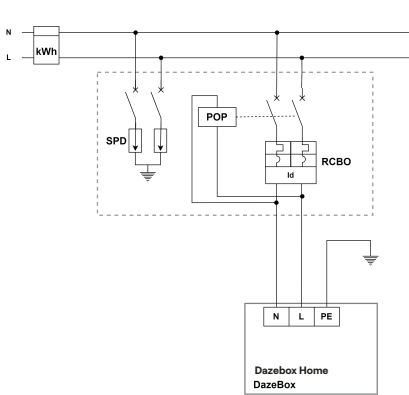 N
L
kWh
POP
SPD
RCBO
Id
N L PE
Dazebox Home
DazeBox